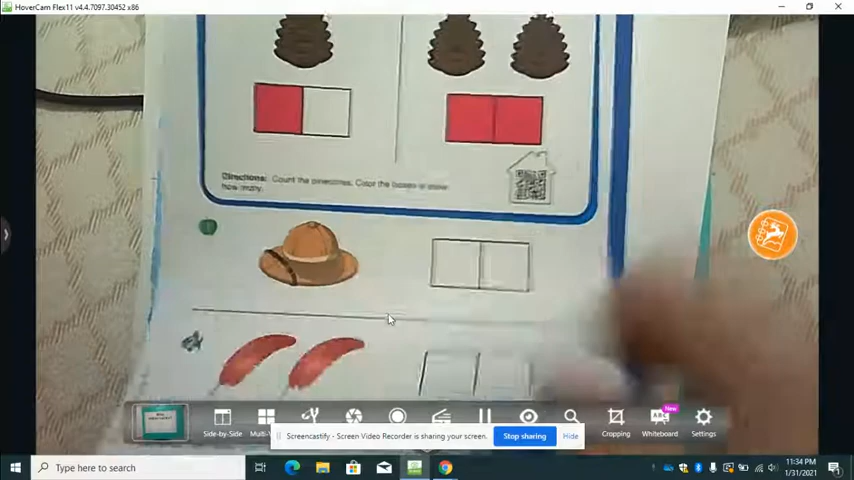 HoverCam Flex11 v4.4.7097.30452 x86
Directions: Count the pinecones. Color the boxes to show
how many.
Side-by-Side
Cropping
New
ABC
Whiteboard
Settings
Screencastify - Screen Video Recorder is sharing your screen.
Stop sharing
Hide
Type here to search
11:34 PM
1/31/2021